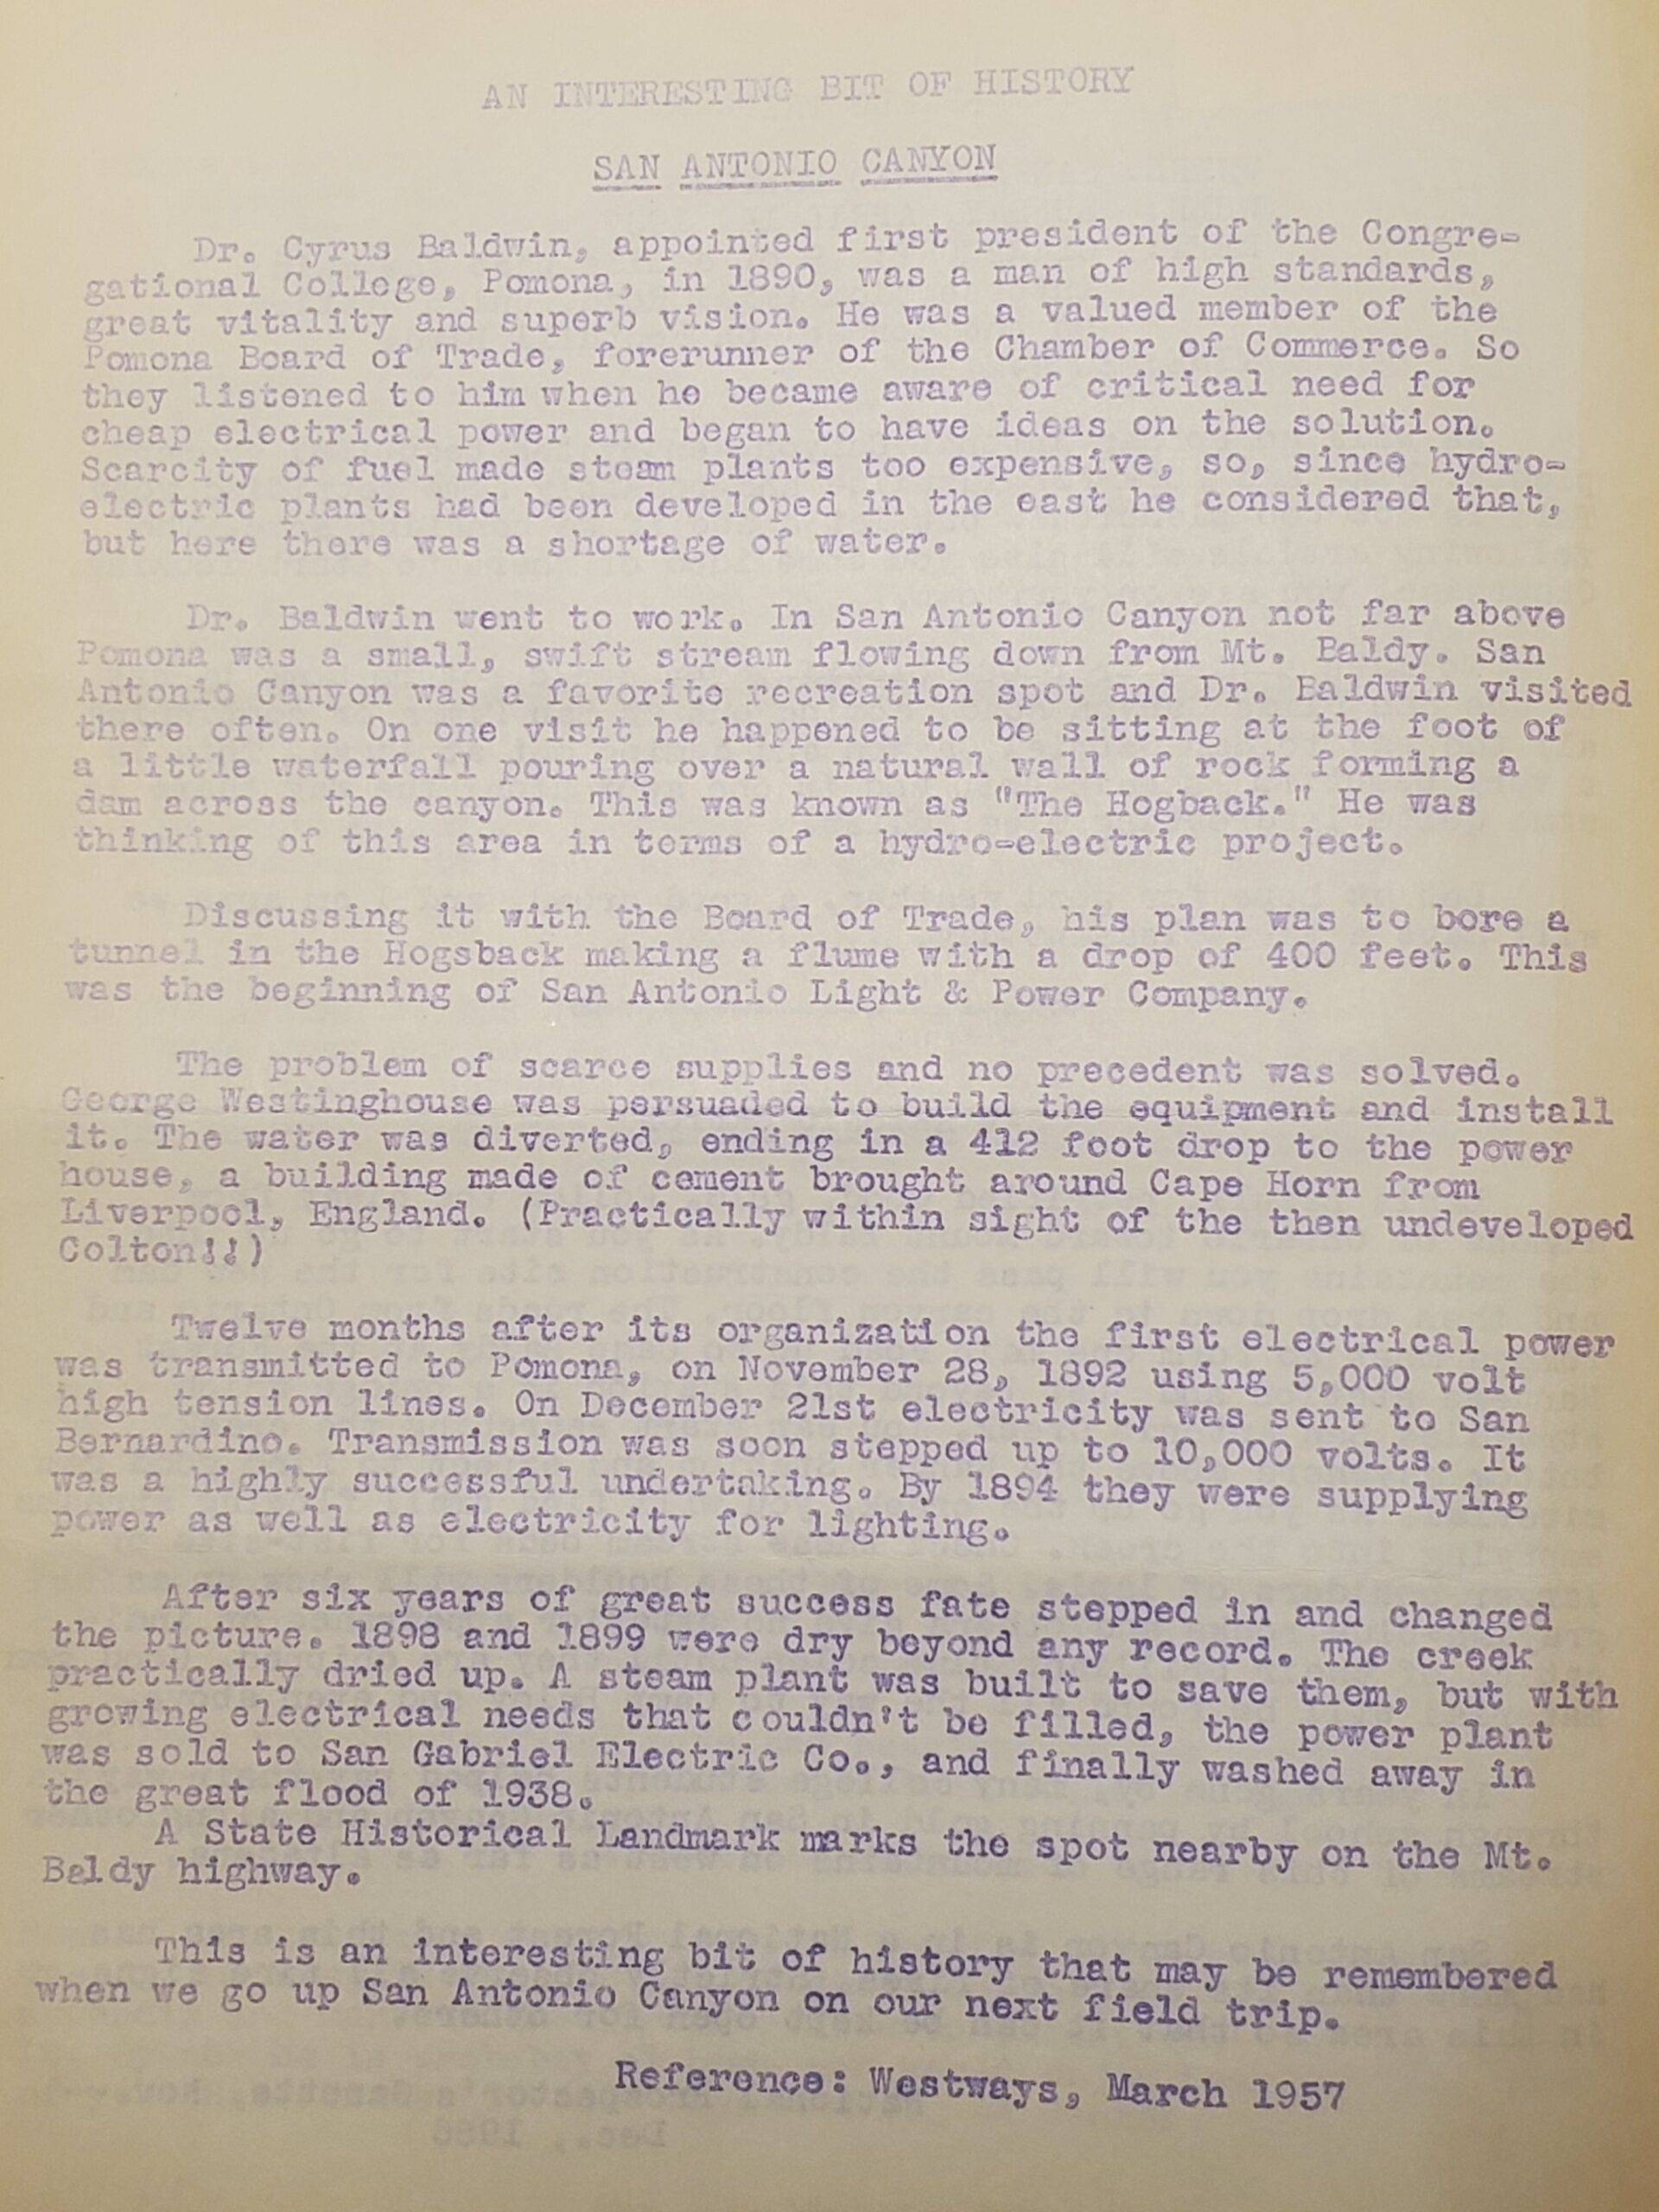 AN INTERESTING BIT OF HISTORY
SAN ANTONIO CANYON
Dr. Cyrus Baldwin, appointed first president of the Congre-
gational College, Pomona, in 1890, was a man of high standards,
great vitality and superb vision. He was a valued member of the
Pomona Board of Trade, forerunner of the Chamber of Commerce. So
they listened to him when he became aware of critical need for
cheap electrical power and began to have ideas on the solution.
Scarcity of fuel made steam plants too expensive, so, since hydro-
electric plants had been developed in the east he considered that,
but here there was a shortage of water.
Dr. Baldwin went to work. In San Antonio Canyon not far above
Pomona was a small, swift stream flowing down from Mt. Baldy. San
Antonio Canyon was a favorite recreation spot and Dr. Baldwin visited
there often. On one visit he happened to be sitting at the foot of
a little waterfall pouring over a natural wall of rock forming a
dam across the canyon. This was known as "The Hogback." He was
thinking of this area in terms of a hydro-electric project.
Discussing it with the Board of Trade, his plan was to bore a
tunnel in the Hogsback making a flume with a drop of 400 feet. This
was the beginning of San Antonio Light & Power Company.
The problem of scarce supplies and no precedent was solved.
George Westinghouse was persuaded to build the equipment and install
it. The water was diverted, ending in a 412 foot drop to the power
house, a building made of cement brought around Cape Horn from
Liverpool, England. (Practically within sight of the then undeveloped
Colton!!)
Twelve months after its organization the first electrical power
was transmitted to Pomona, on November 28, 1892 using 5,000 volt
high tension lines. On December 21st electricity was sent to San
Bernardino. Transmission was soon stepped up to 10,000 volts. It
was a highly successful undertaking. By 1894 they were supplying
power as well as electricity for lighting.
After six years of great success fate stepped in and changed
the picture. 1898 and 1899 were dry beyond any record. The creek
practically dried up. A steam plant was built to save them, but with
growing electrical needs that couldn't be filled, the power plant
was sold to San Gabriel Electric Co., and finally washed away in
the great flood of 1938.
A State Historical Landmark marks the spot nearby on the Mt.
Baldy highway.
This is an interesting bit of history that may be remembered
when we go up San Antonio Canyon on our next field trip.
Reference: Westways, March 1957